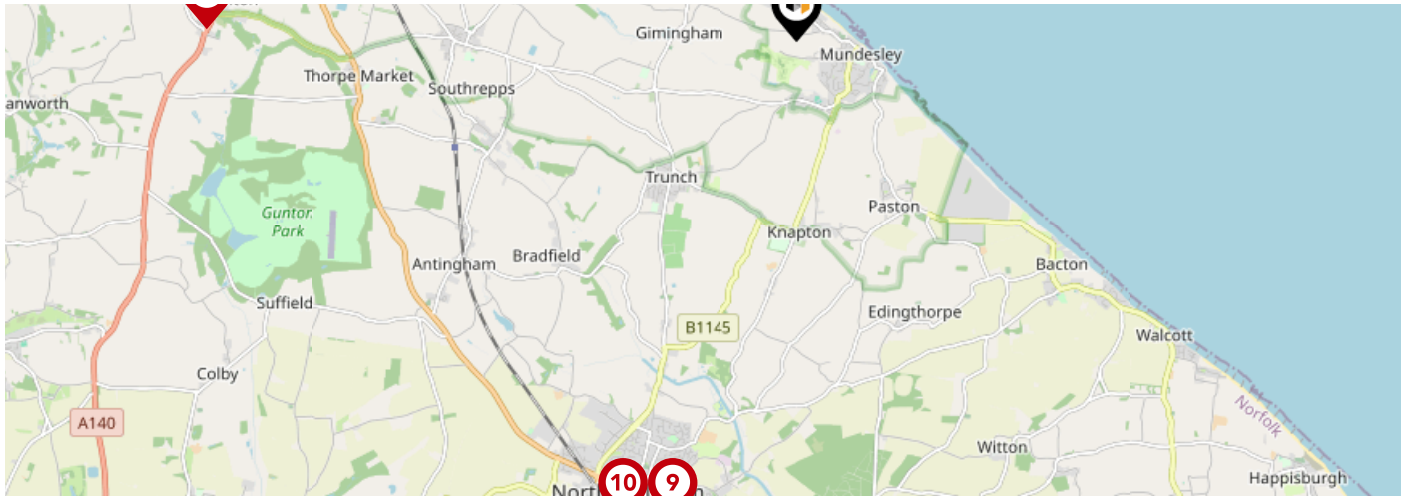 Gimingham
Mundesley
Thorpe Market
Southrepps
anworth
Trunch
Paston
Gunton
Park
Knapton
Bradfield
Antingham
Bacton
Suffield
Edingthorpe
B1145
Walcott
Colby
A140
Norfolk
Witton
Happisburgh
10
9